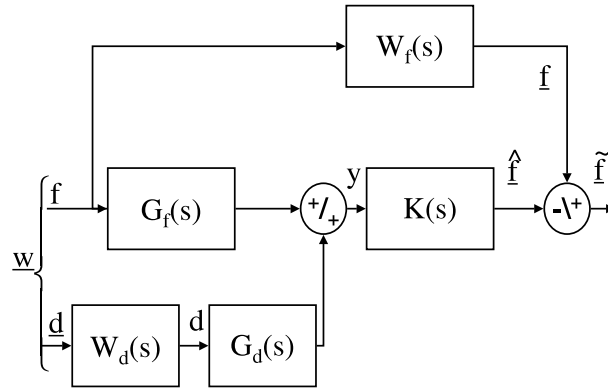 W_f(s)
f
f
y
f̂
f̃
G_f(s)
+/+
K(s)
-\+
w
d
d
W_d(s)
G_d(s)